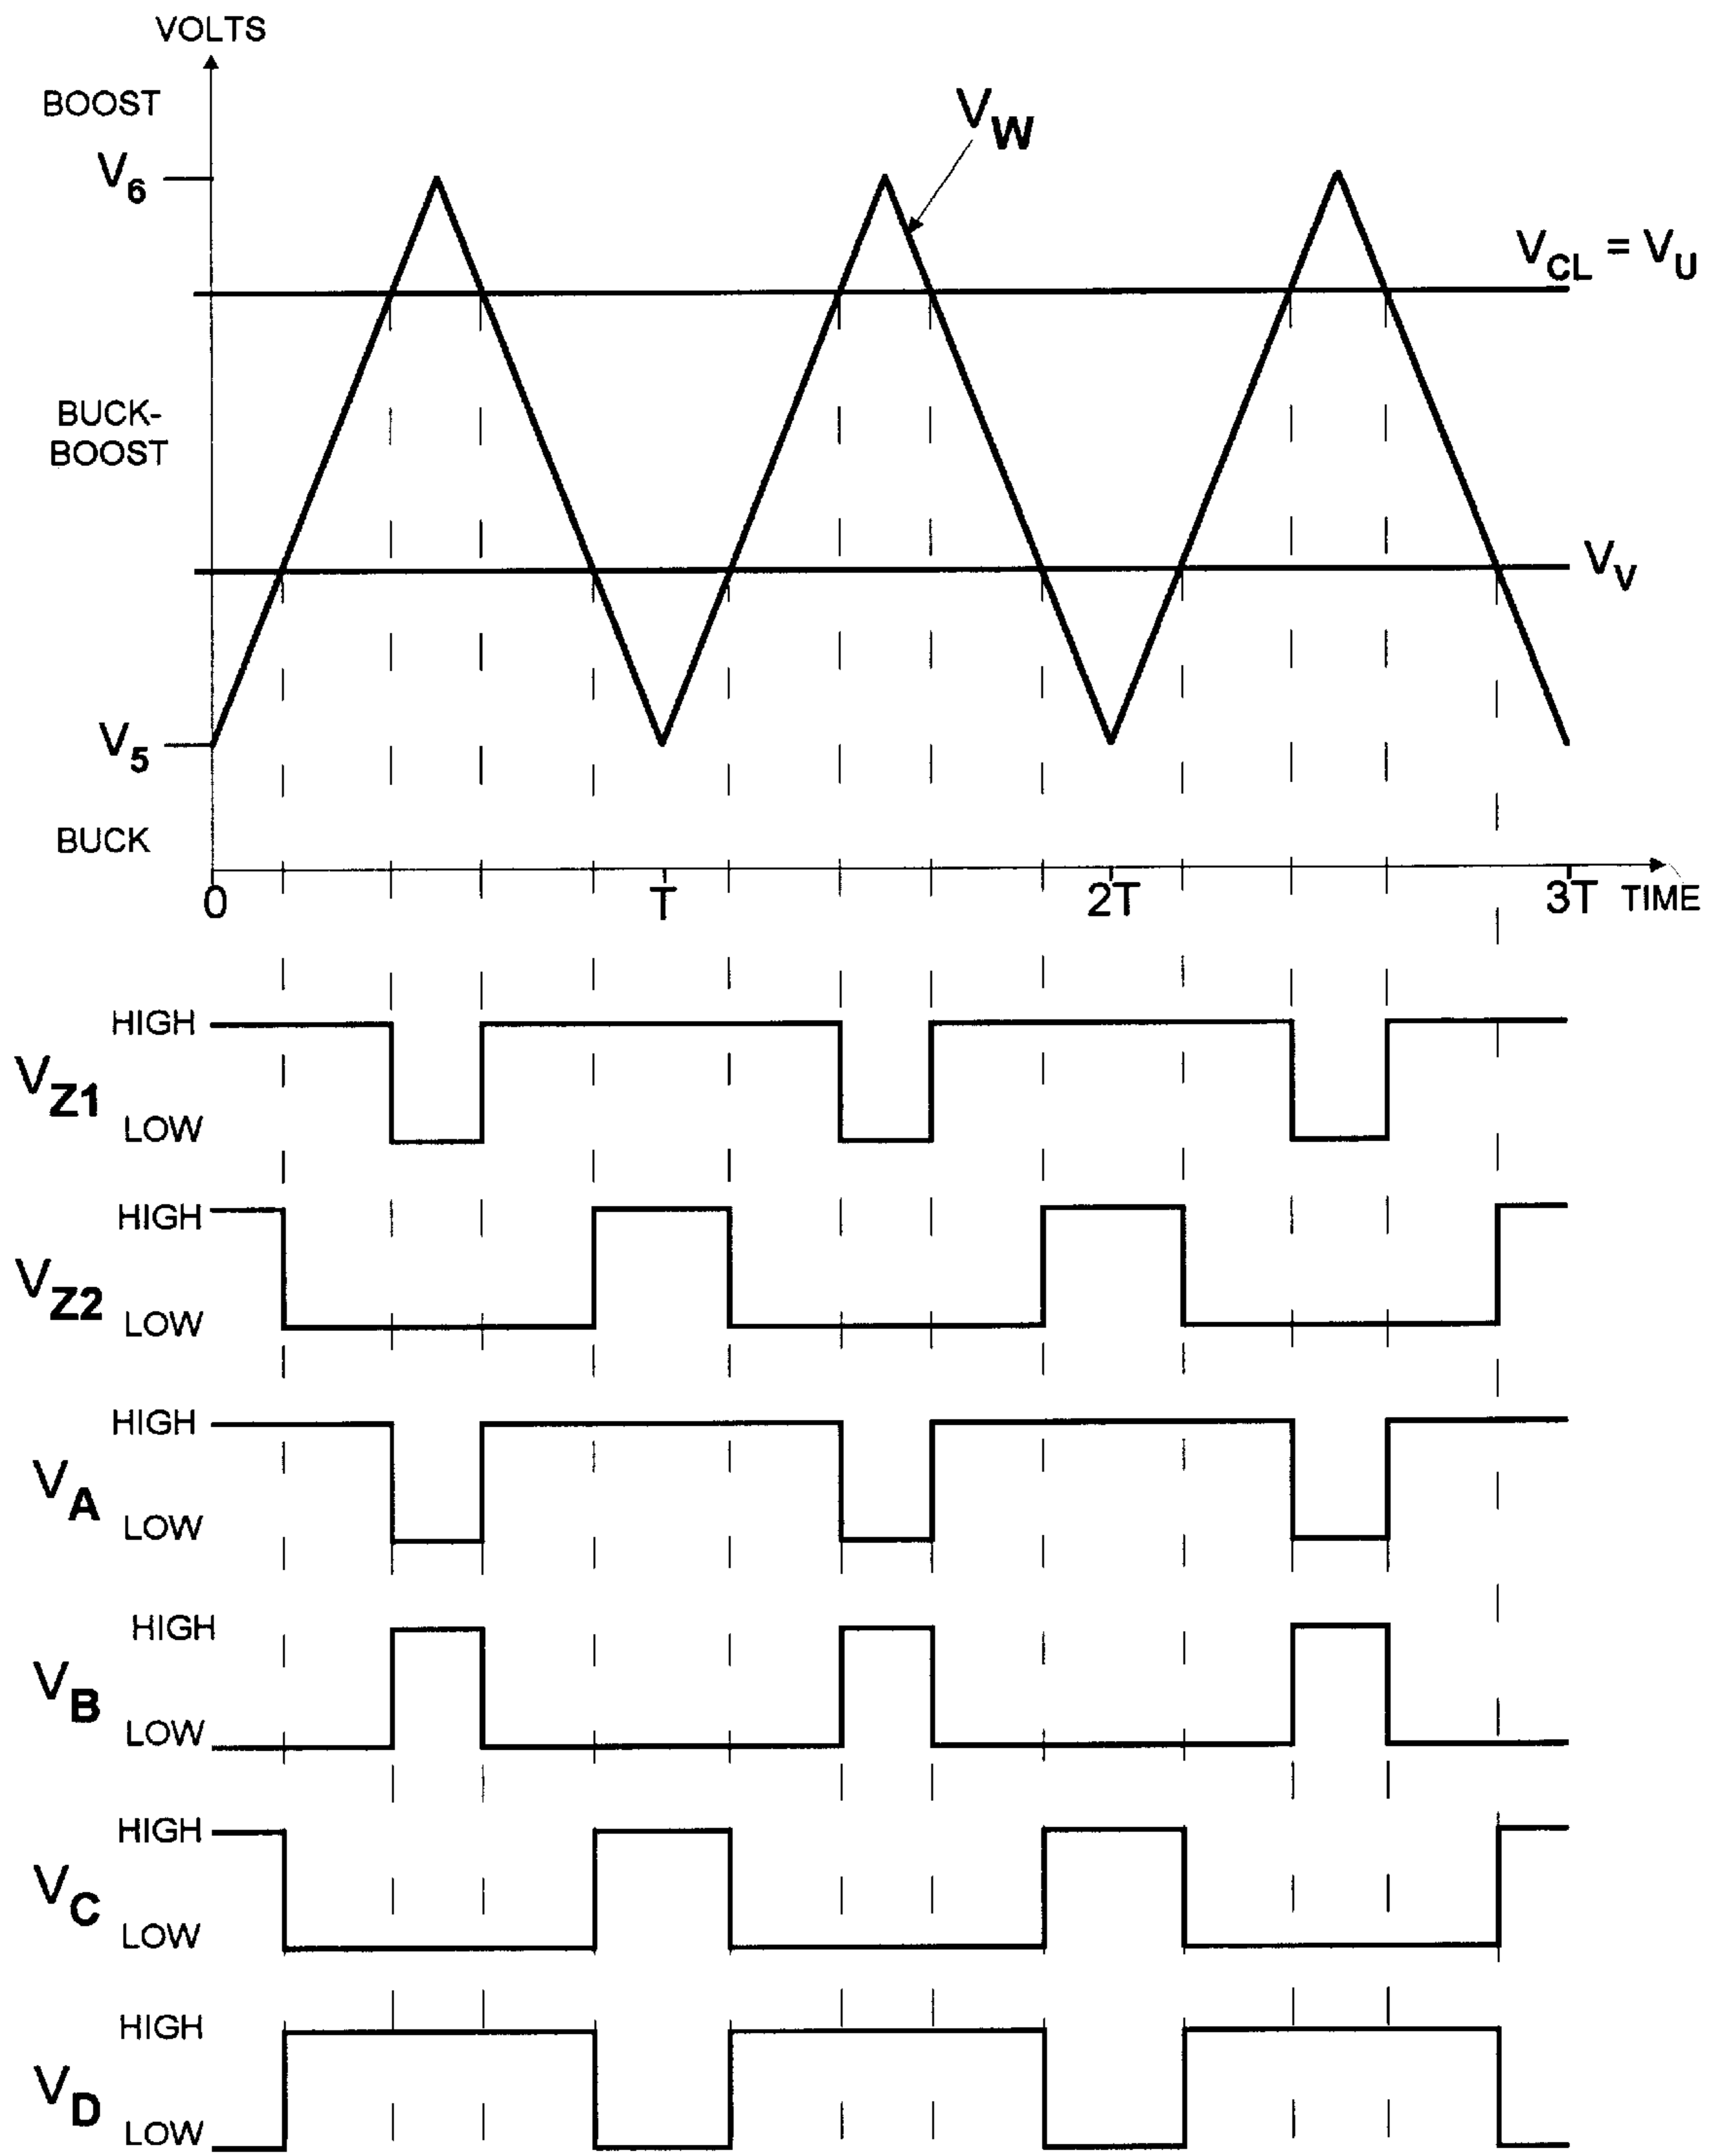 VOLTS
BOOST
V6
VW
VCL = VU
BUCK-
BOOST
VV
V5
BUCK
0
T
2T
3T
TIME
HIGH
VZ1
LOW
HIGH
VZ2
LOW
HIGH
VA
LOW
HIGH
VB
LOW
HIGH
VC
LOW
HIGH
VD
LOW